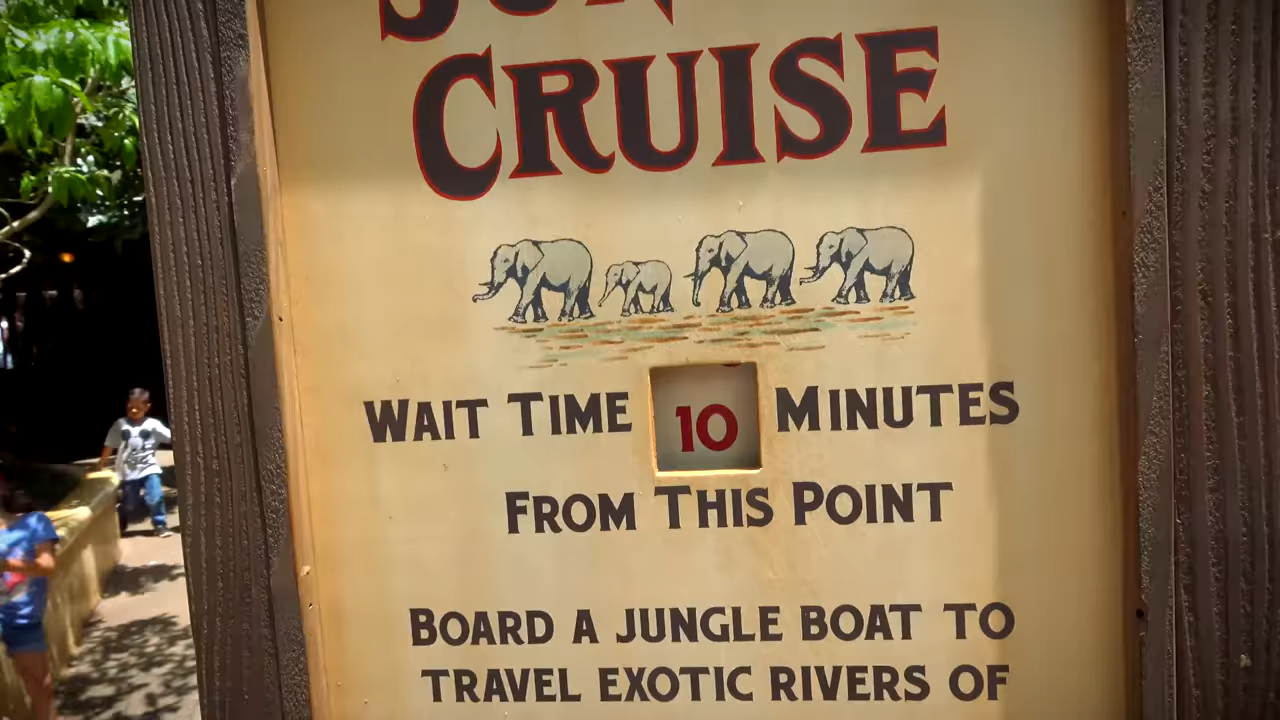 CRUISE
WAIT TIME 10 MINUTES
FROM THIS POINT
BOARD A JUNGLE BOAT TO
TRAVEL EXOTIC RIVERS OF